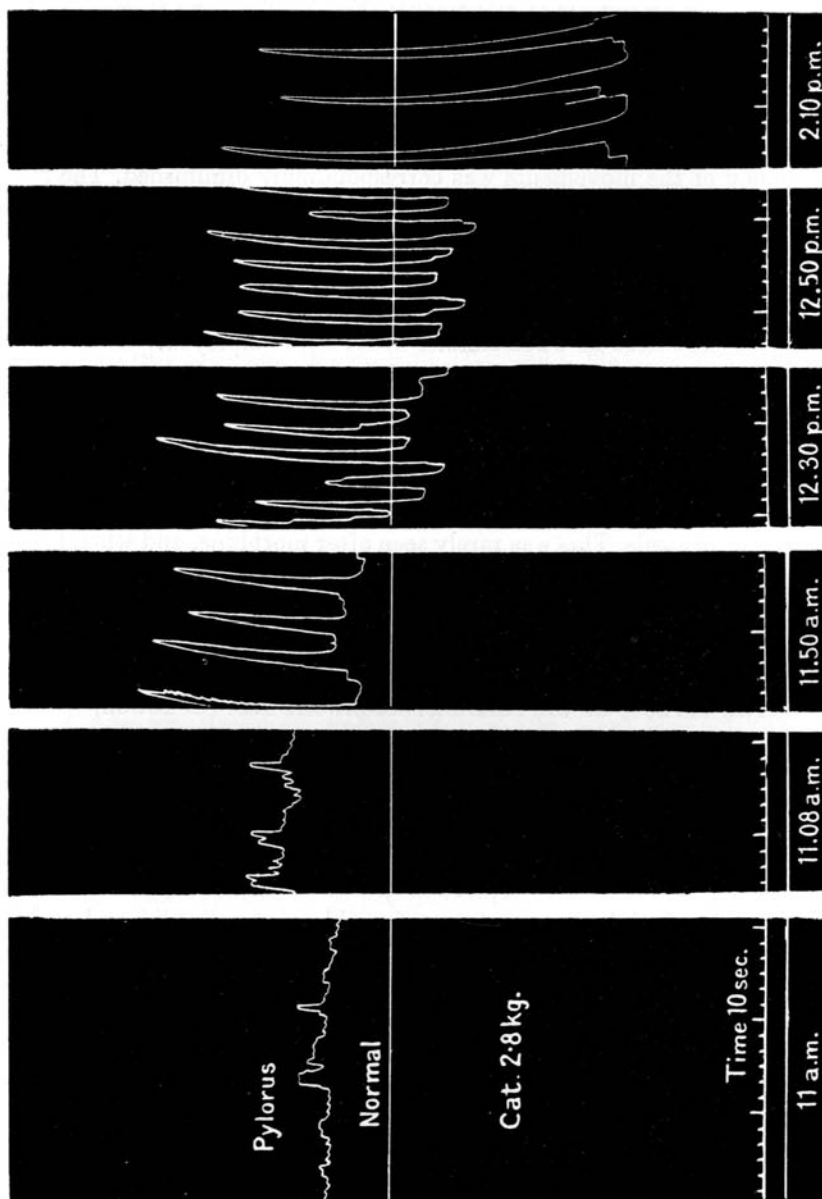 Pylorus
Normal
Cat. 2·8 kg.
Time 10 sec.
11 a.m.
11.08 a.m.
11.50 a.m.
12.30 p.m.
12.50 p.m.
2.10 p.m.